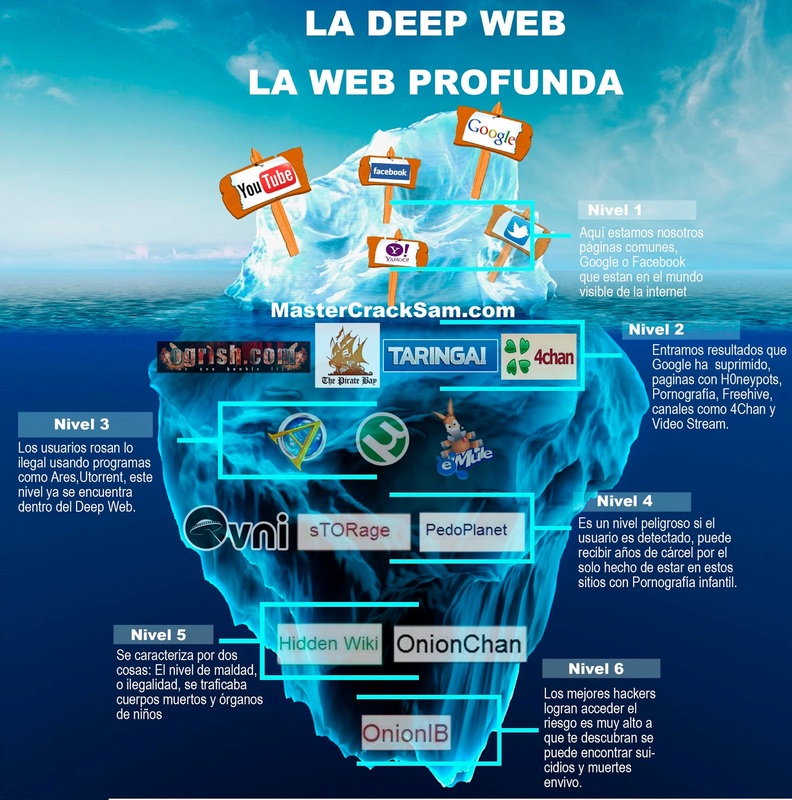 LA DEEP WEB
LA WEB PROFUNDA
Google
YouTube
facebook
Nivel 1
Aquì estamos nosotros
páginas comunes,
Google o Facebook
que estan en el mundo
visible de la internet
Y!
YAHOO!
MasterCrackSam.com
Nivel 2
Entramos resultados que
Google ha suprimido,
paginas con H0neypots,
Pornografía, Freehive,
canales como 4Chan y
Video Stream.
ogrish.com
The Pirate Bay
TARINGA!
4chan
Nivel 3
Los usuarios rosan lo
ilegal usando programas
como Ares,Utorrent, este
nivel ya se encuentra
dentro del Deep Web.
A
µ
eMule
Nivel 4
Es un nivel peligroso si el
usuario es detectado, puede
recibir años de cárcel por el
solo hecho de estar en estos
sitios con Pornografía infantil.
Ovni
sTORage
PedoPlanet
Nivel 5
Se caracteriza por dos
cosas: El nivel de maldad,
o ilegalidad, se traficaba
cuerpos muertos y órganos
de niños
Hidden Wiki
OnionChan
Nivel 6
Los mejores hackers
logran acceder el
riesgo es muy alto a
que te descubran se
puede encontrar sui-
cidios y muertes
envivo.
OnionIB